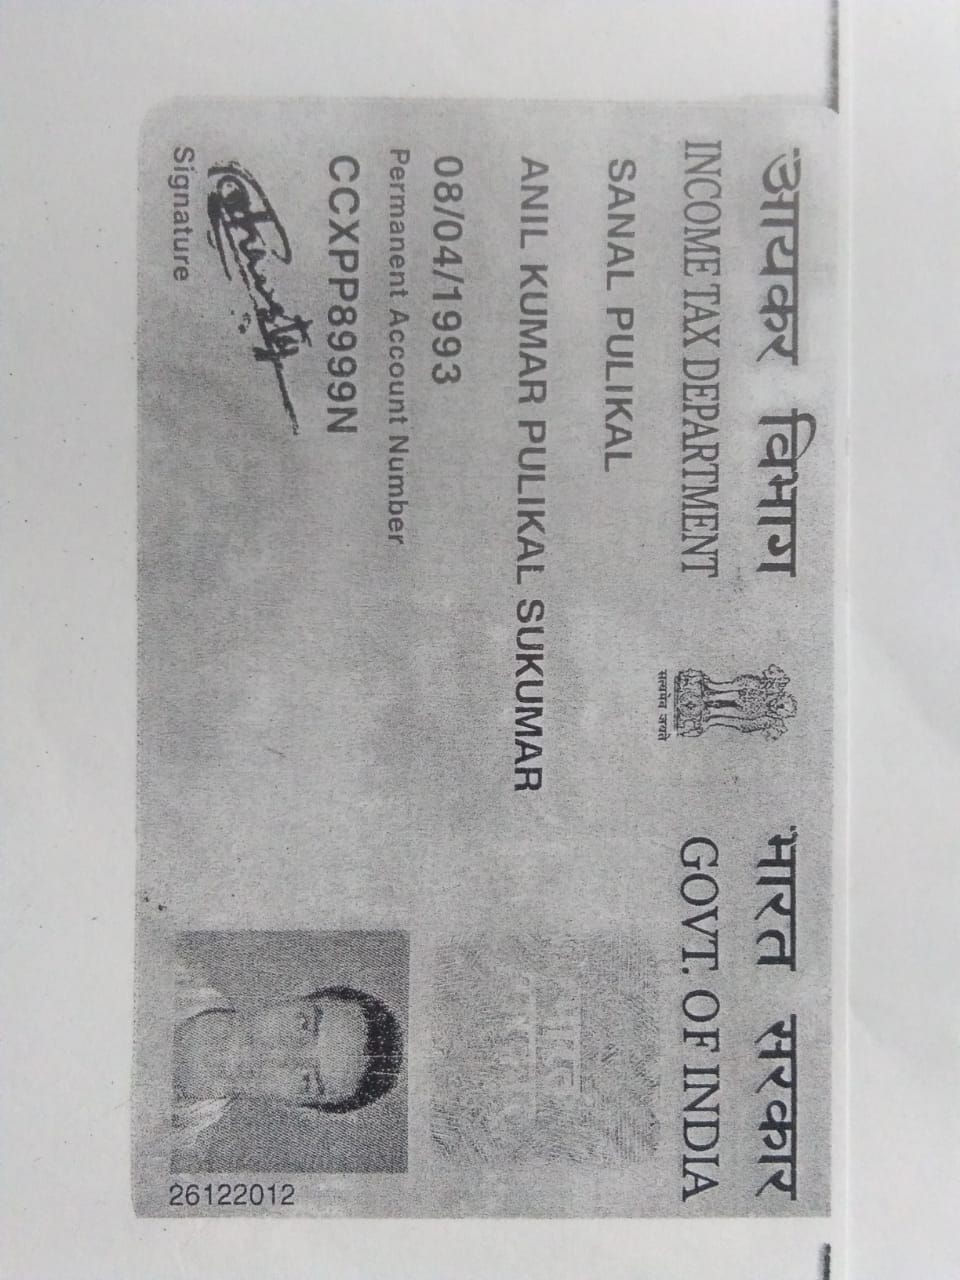 आयकर विभाग
INCOME TAX DEPARTMENT
सत्यमेव जयते
भारत सरकार
GOVT. OF INDIA
SANAL PULIKAL
ANIL KUMAR PULIKAL SUKUMAR
08/04/1993
Permanent Account Number
CCXPP8999N
Signature
26122012